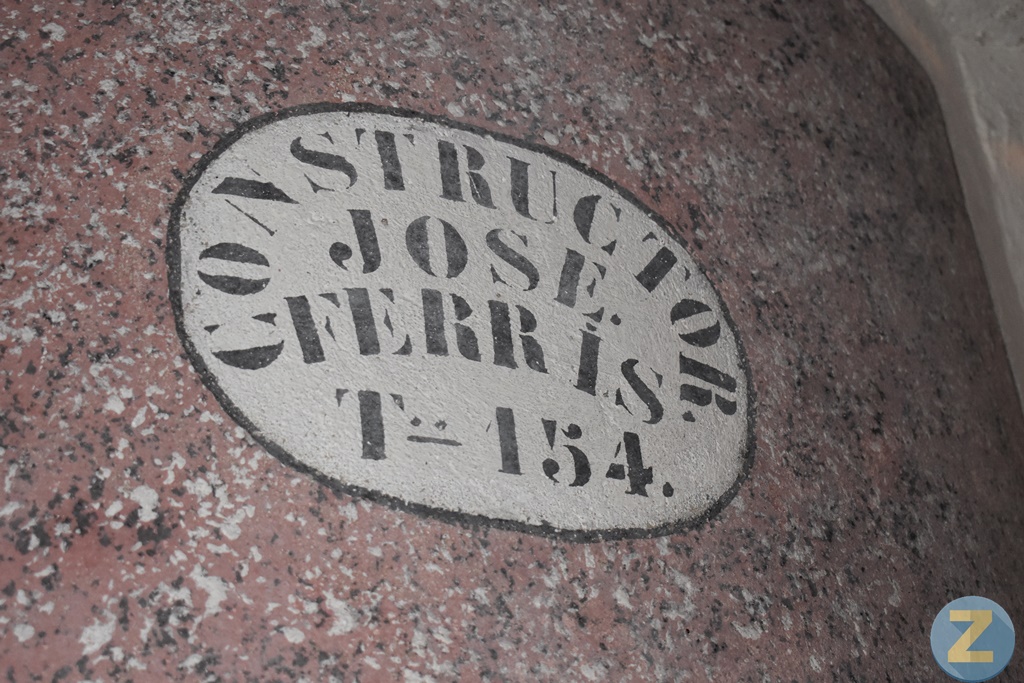 CONSTRUCTOR.
JOSE.
FERRIS.
T- 154.
Z